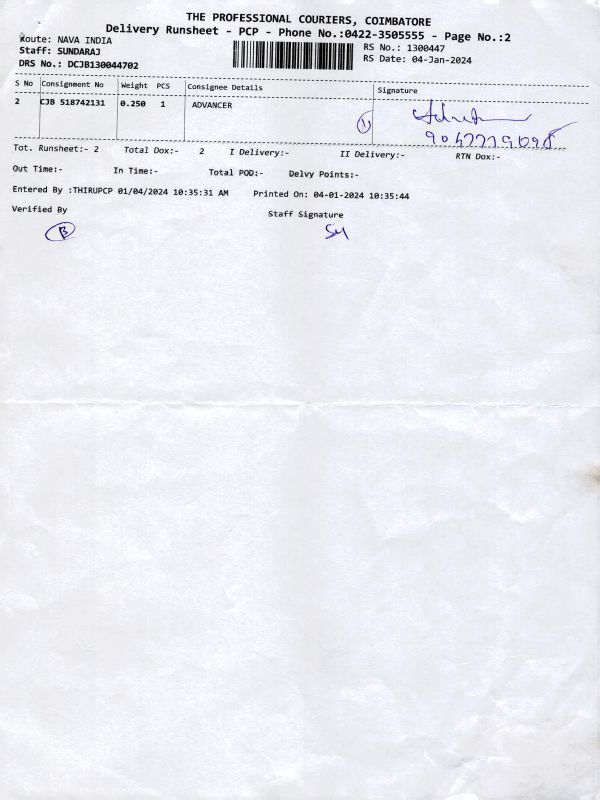 THE PROFESSIONAL COURIERS, COIMBATORE
Delivery Runsheet - PCP - Phone No.:0422-3505555 - Page No.:2
Route: NAVA INDIA
RS No.: 1300447
Staff: SUNDARAJ
RS Date: 04-Jan-2024
DRS No.: DCJB130044702
S No Consignment No Weight PCS Consignee Details Signature
2 CJB 518742131 0.250 1 ADVANCER
Tot. Runsheet:- 2 Total Dox:- 2 I Delivery:- II Delivery:- RTN Dox:-
Out Time:- In Time:- Total POD:- Delvy Points:-
Entered By :THIRUPCP 01/04/2024 10:35:31 AM Printed On: 04-01-2024 10:35:44
Verified By Staff Signature